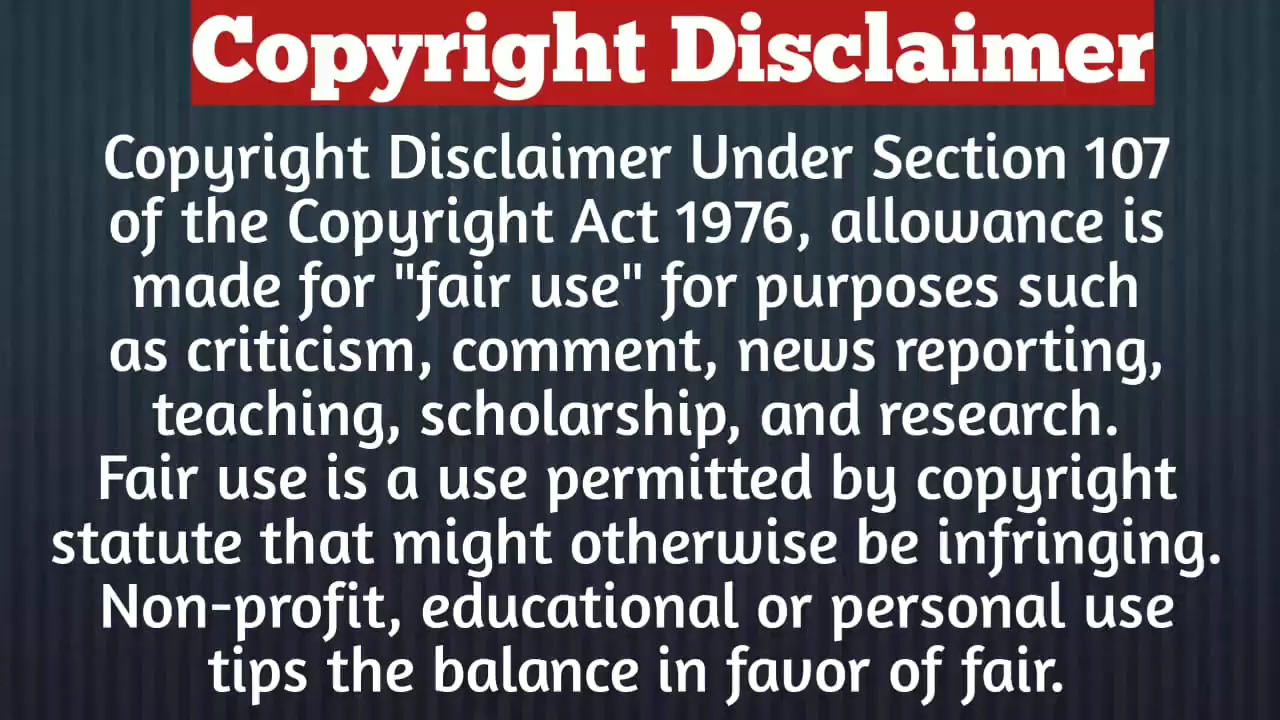 Copyright Disclaimer
Copyright Disclaimer Under Section 107
of the Copyright Act 1976, allowance is
made for "fair use" for purposes such
as criticism, comment, news reporting,
teaching, scholarship, and research.
Fair use is a use permitted by copyright
statute that might otherwise be infringing.
Non-profit, educational or personal use
tips the balance in favor of fair.